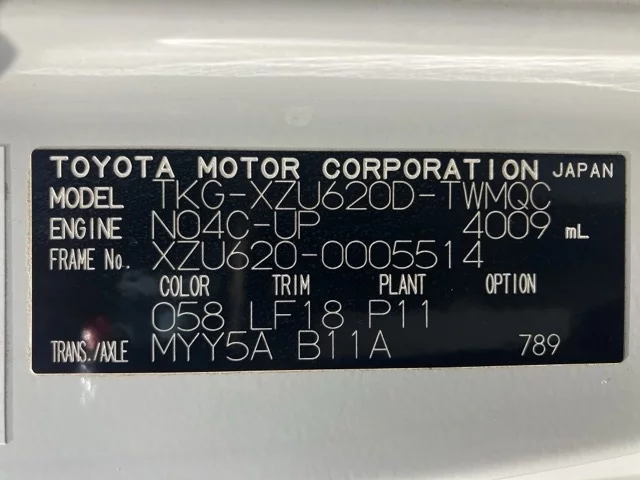 TOYOTA MOTOR CORPORATION JAPAN
MODEL TKG-XZU620D-TWMQC
ENGINE N04C-UP 4009 mL
FRAME No. XZU620-0005514
COLOR TRIM PLANT OPTION
058 LF18 P11
TRANS./AXLE MYY5A B11A 789